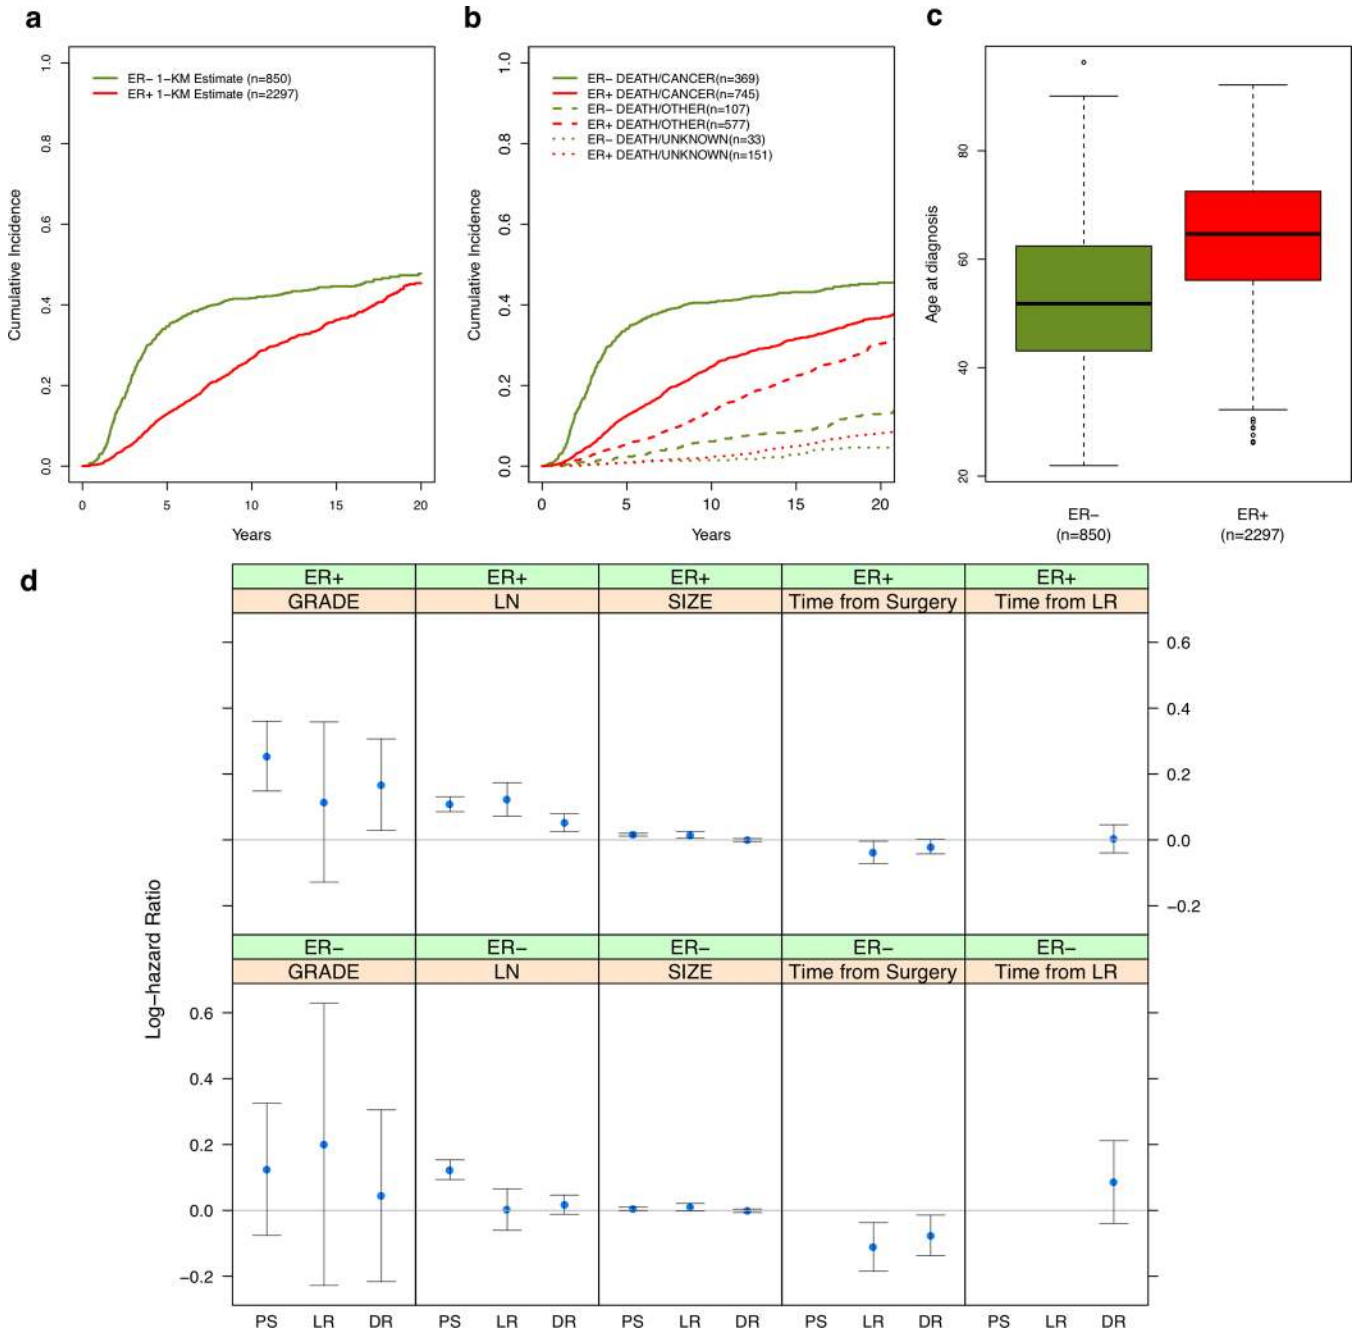 a
b
c
ER− 1−KM Estimate (n=850)
ER+ 1−KM Estimate (n=2297)
Cumulative Incidence
0.0
0.2
0.4
0.6
0.8
1.0
0
5
10
15
20
Years
ER− DEATH/CANCER(n=369)
ER+ DEATH/CANCER(n=745)
ER− DEATH/OTHER(n=107)
ER+ DEATH/OTHER(n=577)
ER− DEATH/UNKNOWN(n=33)
ER+ DEATH/UNKNOWN(n=151)
Cumulative Incidence
0.0
0.2
0.4
0.6
0.8
1.0
0
5
10
15
20
Years
Age at diagnosis
20
40
60
80
ER−
(n=850)
ER+
(n=2297)
d
ER+ ER+ ER+ ER+ ER+
GRADE LN SIZE Time from Surgery Time from LR
0.6
0.4
0.2
0.0
−0.2
Log−hazard Ratio
ER− ER− ER− ER− ER−
GRADE LN SIZE Time from Surgery Time from LR
0.6
0.4
0.2
0.0
−0.2
PS LR DR PS LR DR PS LR DR PS LR DR PS LR DR